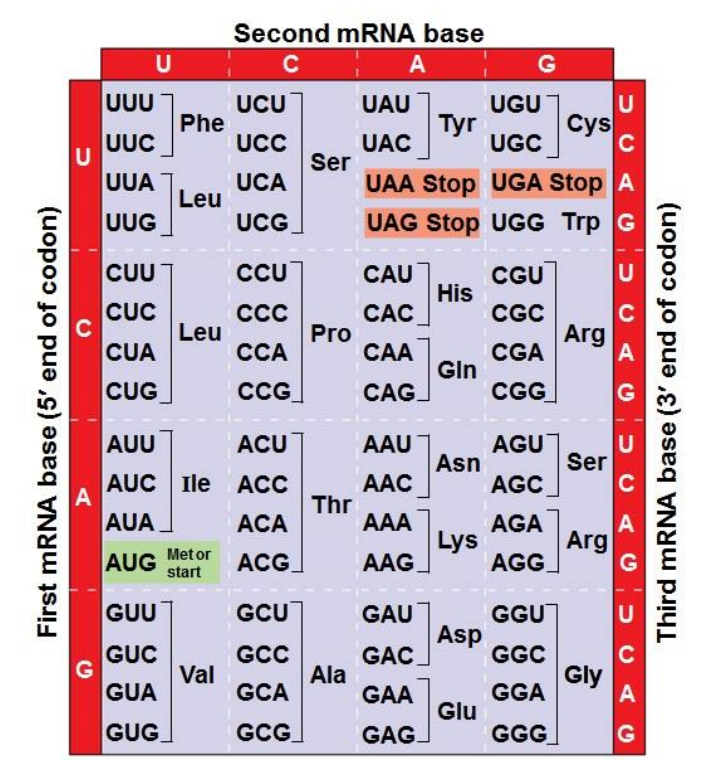 Second mRNA base
U C A G
First mRNA base (5′ end of codon)
Third mRNA base (3′ end of codon)
U
UUU UCU UAU UGU U
Phe Tyr Cys
UUC UCC UAC UGC C
Ser
UUA UCA UAA Stop UGA Stop A
Leu
UUG UCG UAG Stop UGG Trp G
C
CUU CCU CAU CGU U
His
CUC CCC CAC CGC C
Leu Pro Arg
CUA CCA CAA CGA A
Gln
CUG CCG CAG CGG G
A
AUU ACU AAU AGU U
Asn Ser
AUC Ile ACC AAC AGC C
Thr
AUA ACA AAA AGA A
Lys Arg
AUG Met or start ACG AAG AGG G
G
GUU GCU GAU GGU U
Asp
GUC GCC GAC GGC C
Val Ala Gly
GUA GCA GAA GGA A
Glu
GUG GCG GAG GGG G